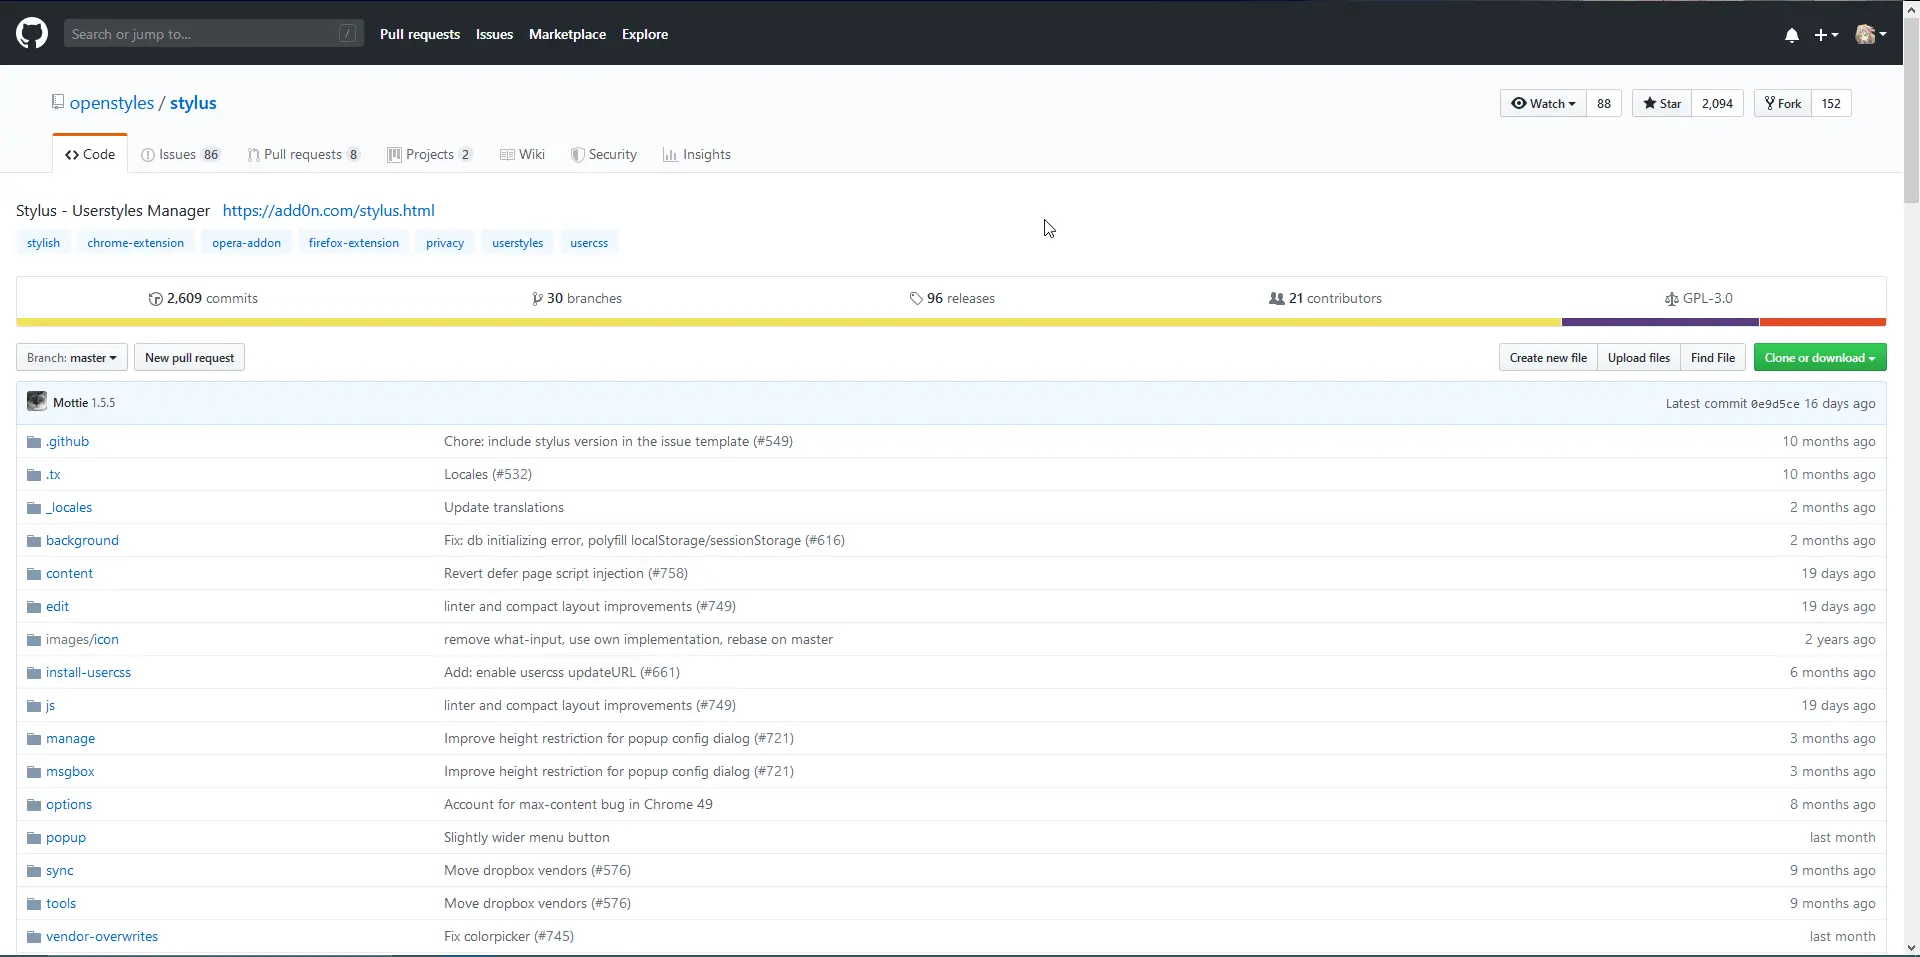 Search or jump to... /
Pull requests Issues Marketplace Explore
openstyles / stylus
Watch 88 Star 2,094 Fork 152
Code Issues 86 Pull requests 8 Projects 2 Wiki Security Insights
Stylus - Userstyles Manager https://add0n.com/stylus.html
stylish chrome-extension opera-addon firefox-extension privacy userstyles usercss
2,609 commits 30 branches 96 releases 21 contributors GPL-3.0
Branch: master New pull request Create new file Upload files Find File Clone or download
Mottie 1.5.5 Latest commit 0e9d5ce 16 days ago
.github Chore: include stylus version in the issue template (#549) 10 months ago
.tx Locales (#532) 10 months ago
_locales Update translations 2 months ago
background Fix: db initializing error, polyfill localStorage/sessionStorage (#616) 2 months ago
content Revert defer page script injection (#758) 19 days ago
edit linter and compact layout improvements (#749) 19 days ago
images/icon remove what-input, use own implementation, rebase on master 2 years ago
install-usercss Add: enable usercss updateURL (#661) 6 months ago
js linter and compact layout improvements (#749) 19 days ago
manage Improve height restriction for popup config dialog (#721) 3 months ago
msgbox Improve height restriction for popup config dialog (#721) 3 months ago
options Account for max-content bug in Chrome 49 8 months ago
popup Slightly wider menu button last month
sync Move dropbox vendors (#576) 9 months ago
tools Move dropbox vendors (#576) 9 months ago
vendor-overwrites Fix colorpicker (#745) last month